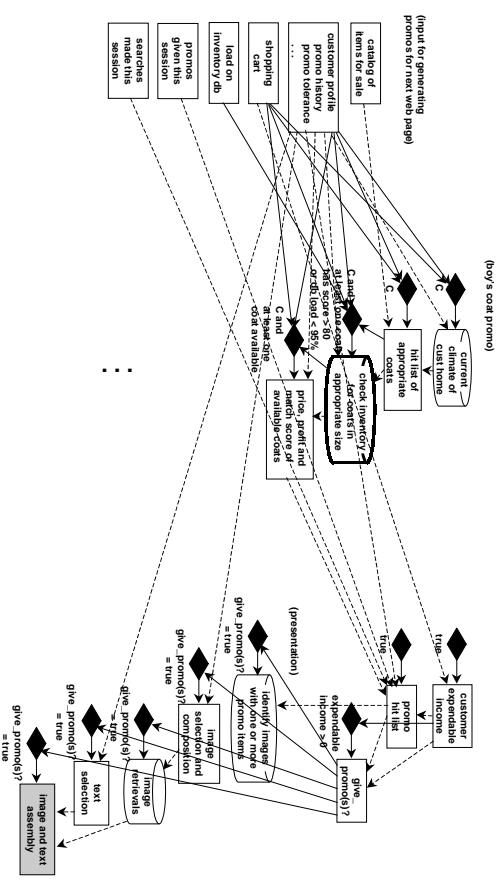 (input for generating
promos for next web page)
catalog of
items for sale
customer profile
promo history
promo tolerance
. . .
shopping
cart
load on
inventory db
promos
given this
session
searches
made this
session
(boy's coat promo)
current
climate of
cust home
C
hit list of
appropriate
coats
C
check inventory
for coats in
appropriate size
C and
at least one coat
has score > 80
or db load < 95%
price, profit and
match score of
available coats
C and
at least one
coat available
. . .
customer
expendable
income
true
promo
hit list
true
give_
promo(s)?
expendable
income > 0
(presentation)
identify images
with one or more
promo items
give_promo(s)?
= true
image
selection and
composition
give_promo(s)?
= true
image
retrievals
give_promo(s)?
= true
text
selection
give_promo(s)?
= true
image and text
assembly
give_promo(s)?
= true